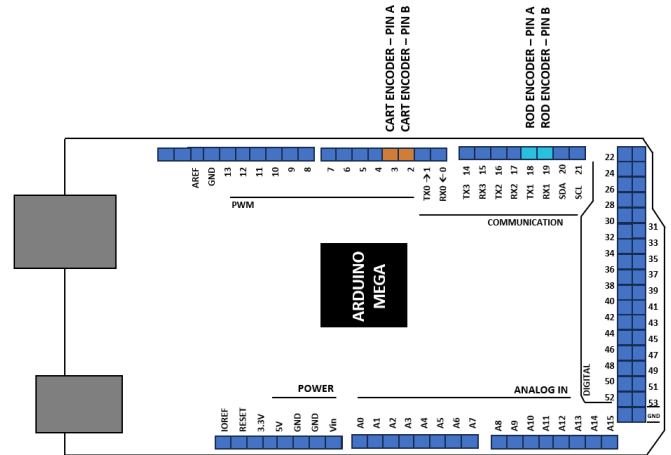 CART ENCODER – PIN A
CART ENCODER – PIN B
ROD ENCODER – PIN A
ROD ENCODER – PIN B
AREF
GND
13
12
11
10
9
8
7
6
5
4
3
2
TX0 → 1
RX0 ← 0
TX3 14
RX3 15
TX2 16
RX2 17
TX1 18
RX1 19
SDA 20
SCL 21
PWM
COMMUNICATION
22
24
26
28
30
32
34
36
38
40
42
44
46
48
50
52
31
33
35
37
39
41
43
45
47
49
51
53
GND
ARDUINO
MEGA
DIGITAL
POWER
ANALOG IN
IOREF
RESET
3.3V
5V
GND
GND
Vin
A0
A1
A2
A3
A4
A5
A6
A7
A8
A9
A10
A11
A12
A13
A14
A15